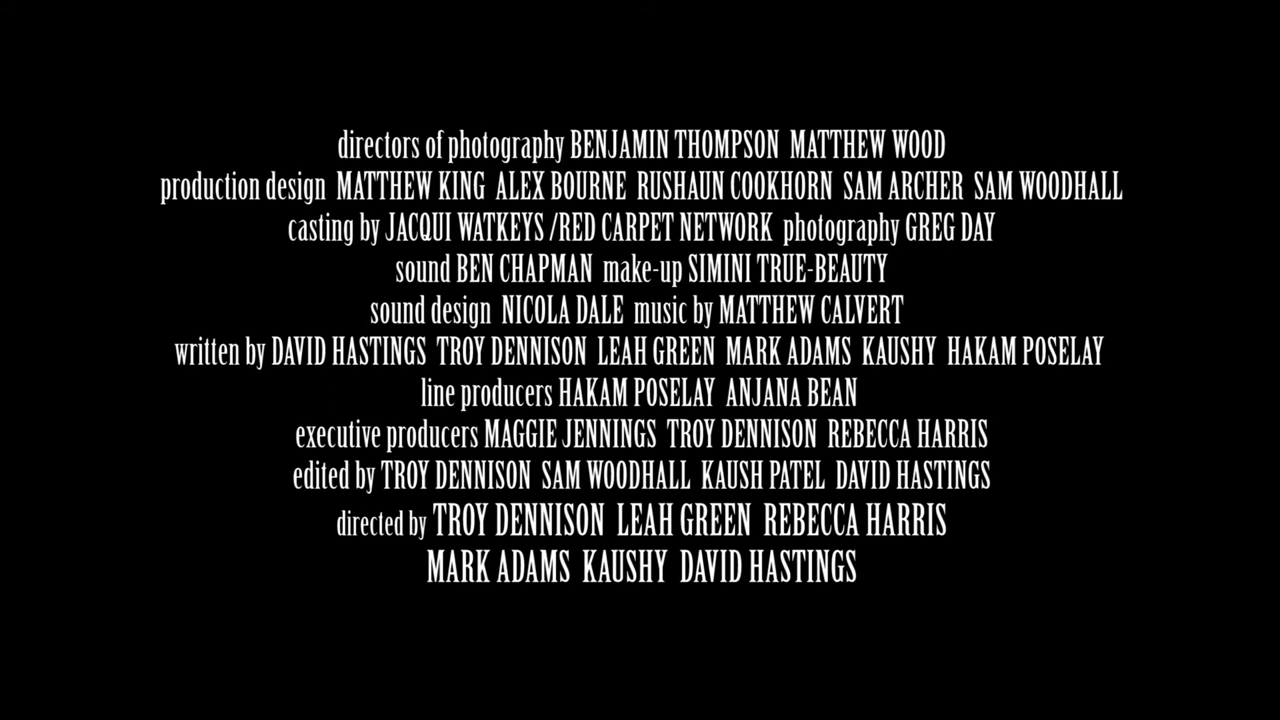 directors of photography BENJAMIN THOMPSON MATTHEW WOOD
production design MATTHEW KING ALEX BOURNE RUSHAUN COOKHORN SAM ARCHER SAM WOODHALL
casting by JACQUI WATKEYS /RED CARPET NETWORK photography GREG DAY
sound BEN CHAPMAN make-up SIMINI TRUE-BEAUTY
sound design NICOLA DALE music by MATTHEW CALVERT
written by DAVID HASTINGS TROY DENNISON LEAH GREEN MARK ADAMS KAUSHY HAKAM POSELAY
line producers HAKAM POSELAY ANJANA BEAN
executive producers MAGGIE JENNINGS TROY DENNISON REBECCA HARRIS
edited by TROY DENNISON SAM WOODHALL KAUSH PATEL DAVID HASTINGS
directed by TROY DENNISON LEAH GREEN REBECCA HARRIS
MARK ADAMS KAUSHY DAVID HASTINGS